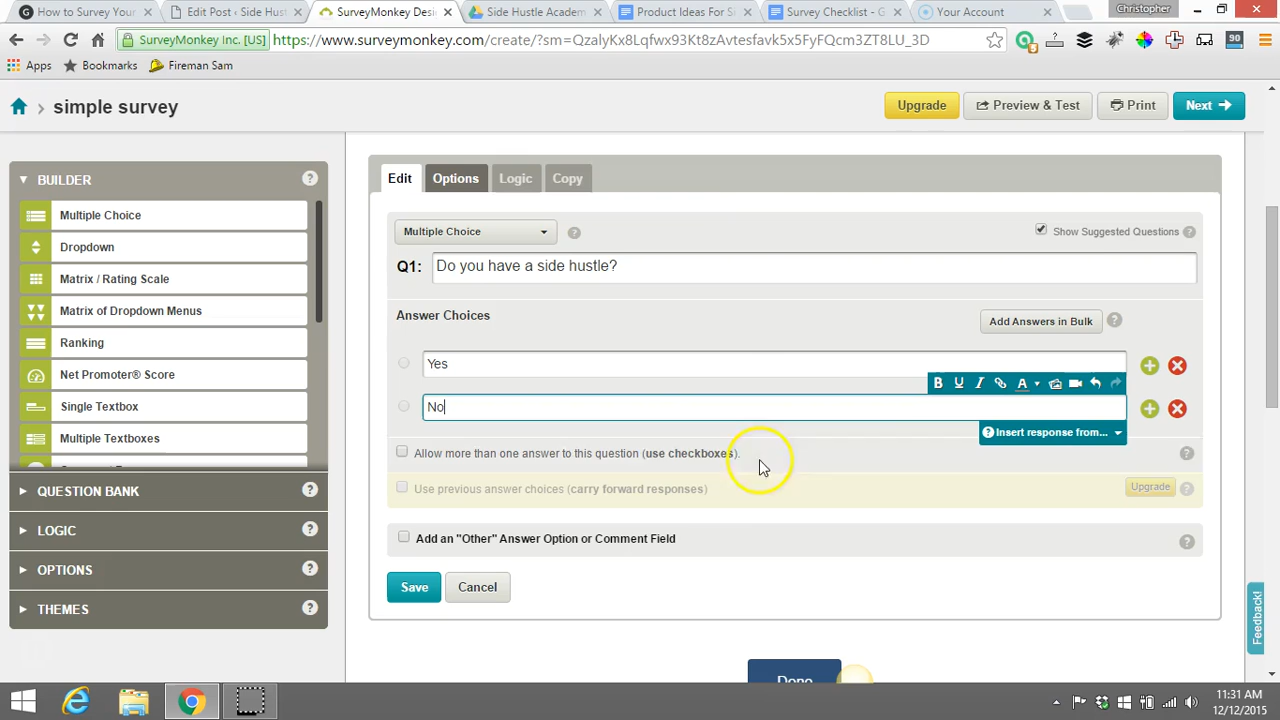 How to Survey Your
Edit Post ‹ Side Hust
SurveyMonkey Desi
Side Hustle Academ
Product Ideas For S
Survey Checklist - G
Your Account
Christopher
SurveyMonkey Inc. [US]
https://www.surveymonkey.com/create/?sm=QzalyKx8Lqfwx93Kt8zAvtesfavk5x5FyFQcm3ZT8LU_3D
90
Apps
Bookmarks
Fireman Sam
simple survey
Upgrade
Preview & Test
Print
Next
BUILDER
Multiple Choice
Dropdown
Matrix / Rating Scale
Matrix of Dropdown Menus
Ranking
Net Promoter® Score
Single Textbox
Multiple Textboxes
QUESTION BANK
LOGIC
OPTIONS
THEMES
Edit
Options
Logic
Copy
Multiple Choice
Show Suggested Questions
Q1: Do you have a side hustle?
Answer Choices
Add Answers in Bulk
Yes
B U I A
No
Insert response from...
Allow more than one answer to this question (use checkboxes).
Use previous answer choices (carry forward responses)
Upgrade
Add an "Other" Answer Option or Comment Field
Save
Cancel
Done
Feedback!
11:31 AM
12/12/2015